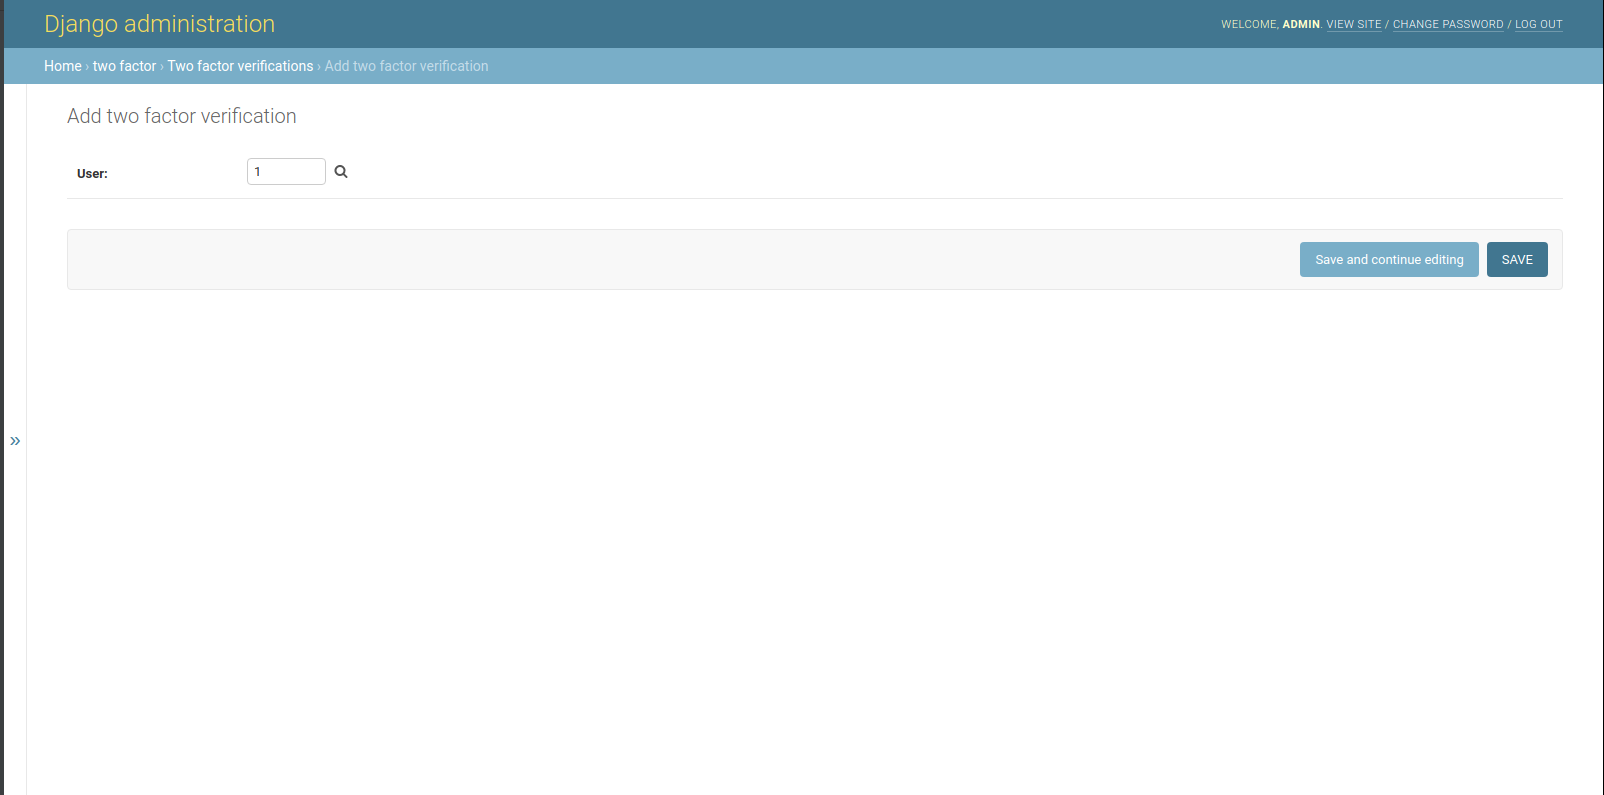 Django administration
WELCOME, ADMIN. VIEW SITE / CHANGE PASSWORD / LOG OUT
Home › two factor › Two factor verifications › Add two factor verification
Add two factor verification
User: 1
Save and continue editing SAVE
»